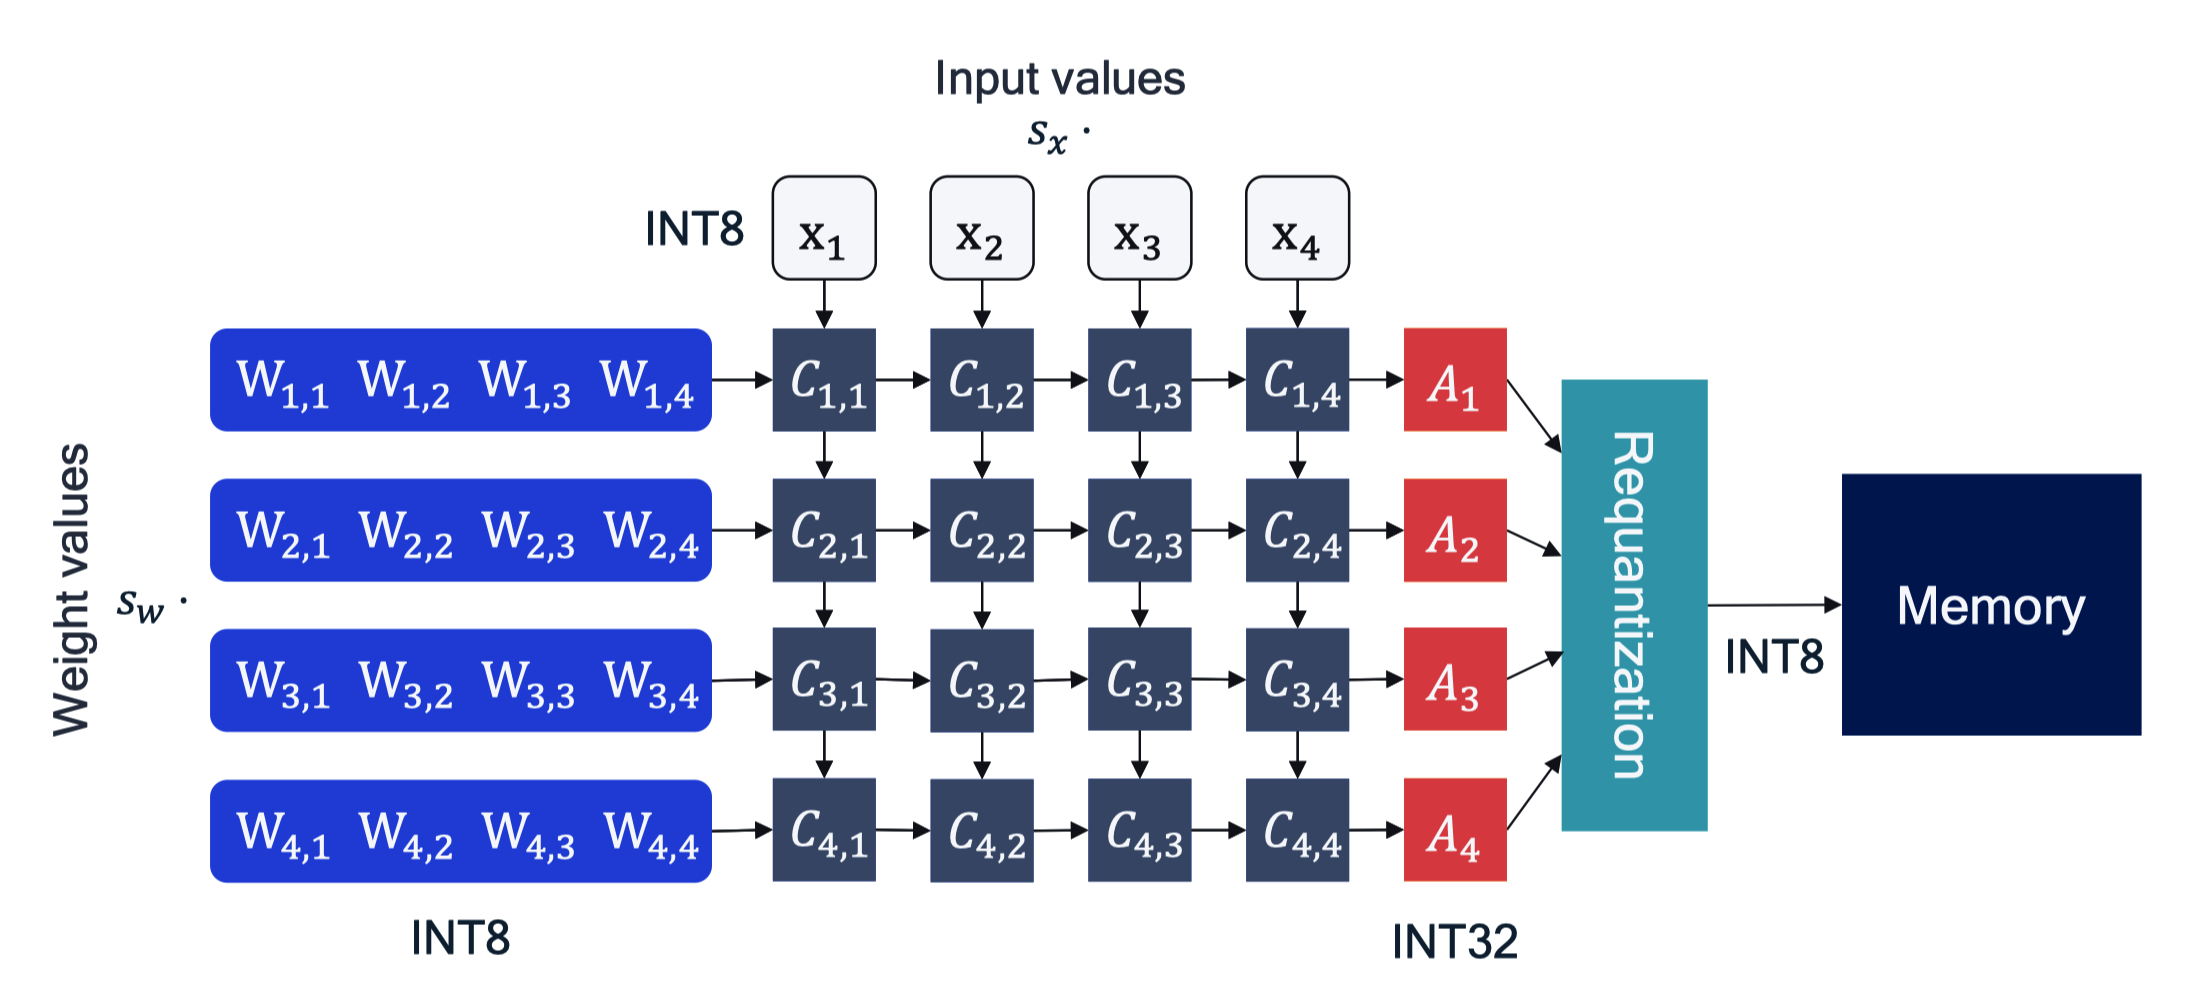 Input values
s_x ·
INT8
x_1 x_2 x_3 x_4
W_{1,1} W_{1,2} W_{1,3} W_{1,4}
C_{1,1} C_{1,2} C_{1,3} C_{1,4}
A_1
W_{2,1} W_{2,2} W_{2,3} W_{2,4}
C_{2,1} C_{2,2} C_{2,3} C_{2,4}
A_2
Weight values
s_w ·
W_{3,1} W_{3,2} W_{3,3} W_{3,4}
C_{3,1} C_{3,2} C_{3,3} C_{3,4}
A_3
W_{4,1} W_{4,2} W_{4,3} W_{4,4}
C_{4,1} C_{4,2} C_{4,3} C_{4,4}
A_4
Requantization
INT8
Memory
INT8
INT32